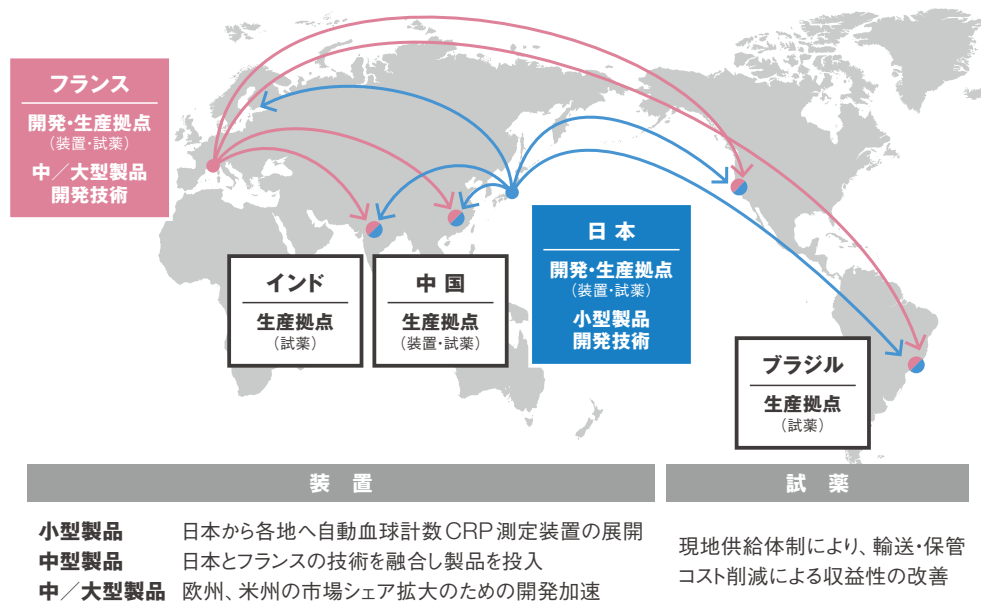 フランス
開発・生産拠点
（装置・試薬）
中／大型製品
開発技術
日本
開発・生産拠点
（装置・試薬）
小型製品
開発技術
インド
生産拠点
（試薬）
中国
生産拠点
（装置・試薬）
ブラジル
生産拠点
（試薬）
装置
小型製品 日本から各地へ自動血球計数CRP測定装置の展開
中型製品 日本とフランスの技術を融合し製品を投入
中／大型製品 欧州、米州の市場シェア拡大のための開発加速
試薬
現地供給体制により、輸送・保管
コスト削減による収益性の改善